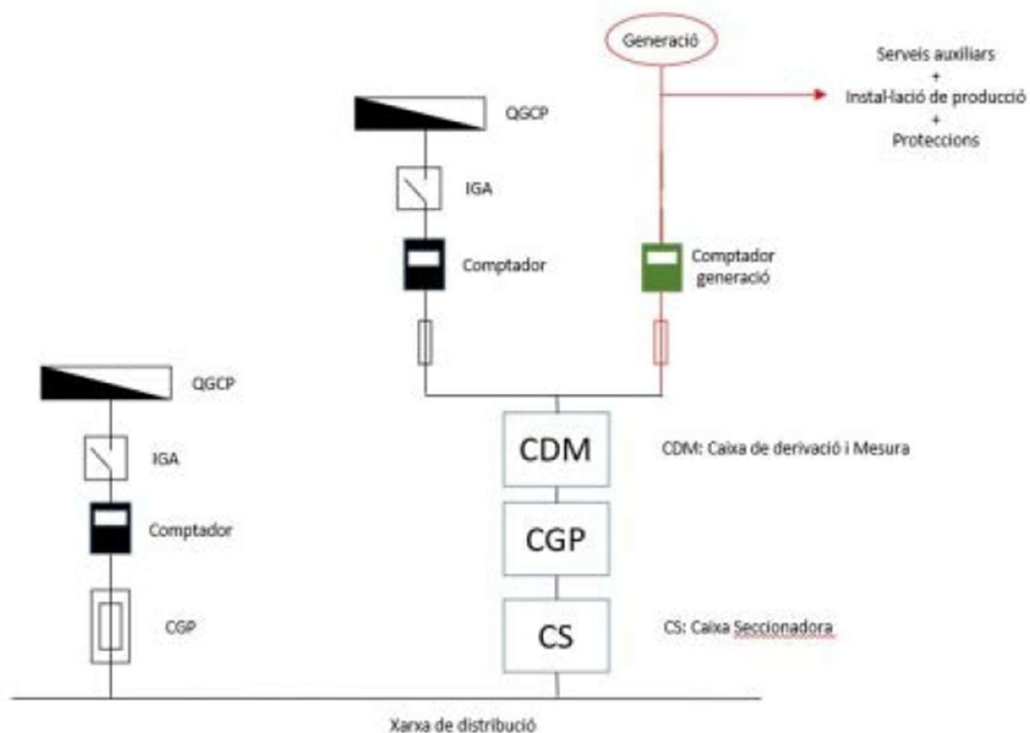 Generació
Serveis auxiliars
+
Instal·lació de producció
+
Proteccions
QGCP
IGA
Comptador
Comptador
generació
QGCP
IGA
Comptador
CGP
CDM
CDM: Caixa de derivació i Mesura
CGP
CS
CS: Caixa Seccionadora
Xarxa de distribució